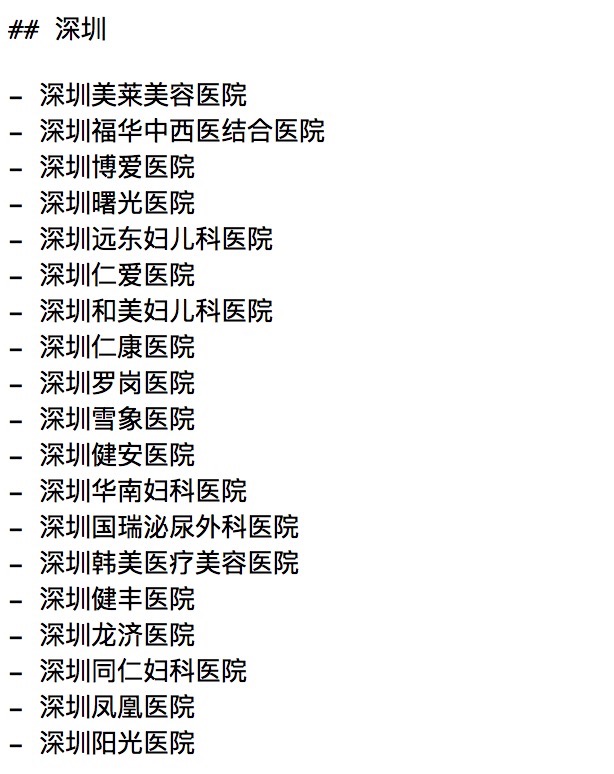 ## 深圳
- 深圳美莱美容医院
- 深圳福华中西医结合医院
- 深圳博爱医院
- 深圳曙光医院
- 深圳远东妇儿科医院
- 深圳仁爱医院
- 深圳和美妇儿科医院
- 深圳仁康医院
- 深圳罗岗医院
- 深圳雪象医院
- 深圳健安医院
- 深圳华南妇科医院
- 深圳国瑞泌尿外科医院
- 深圳韩美医疗美容医院
- 深圳健丰医院
- 深圳龙济医院
- 深圳同仁妇科医院
- 深圳凤凰医院
- 深圳阳光医院